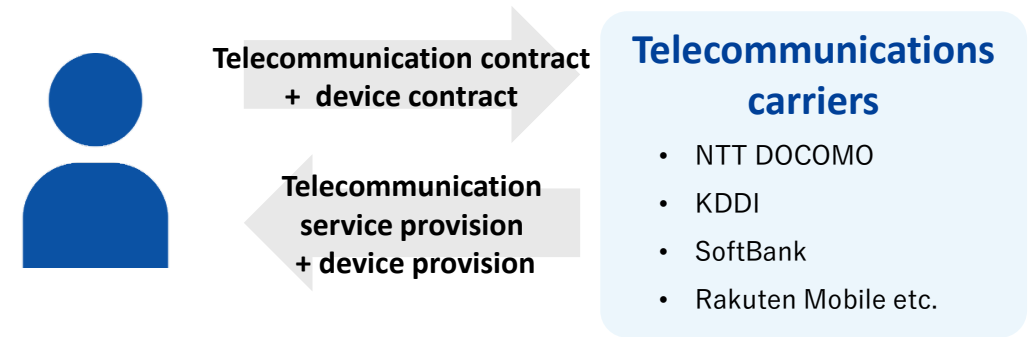 Telecommunication contract
+ device contract
Telecommunication
service provision
+ device provision
Telecommunications
carriers
• NTT DOCOMO
• KDDI
• SoftBank
• Rakuten Mobile etc.